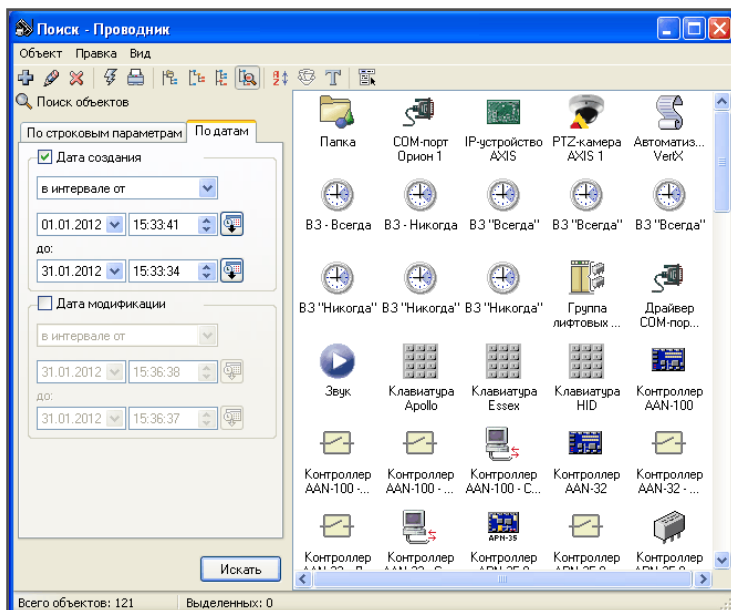 Поиск - Проводник
Объект Правка Вид
Поиск объектов
По строковым параметрам По датам
Дата создания
в интервале от
01.01.2012 15:33:41
до:
31.01.2012 15:33:34
Дата модификации
в интервале от
31.01.2012 15:36:38
до:
31.01.2012 15:36:37
Искать
Папка COM-порт IP-устройство PTZ-камера Автоматиз...
Орион 1 AXIS AXIS 1 VertX
ВЗ - Всегда ВЗ - Никогда ВЗ "Всегда" ВЗ "Всегда" ВЗ "Всегда"
ВЗ "Никогда" ВЗ "Никогда" ВЗ "Никогда" Группа Драйвер
лифтовых ... COM-пор...
Звук Клавиатура Клавиатура Клавиатура Контроллер
Apollo Essex HID AAN-100
Контроллер Контроллер Контроллер Контроллер Контроллер
AAN-100 -... AAN-100 - ... AAN-100 - С... AAN-32 AAN-32 - ...
APN-35
Контроллер Контроллер Контроллер Контроллер Контроллер
Всего объектов: 121 Выделенных: 0